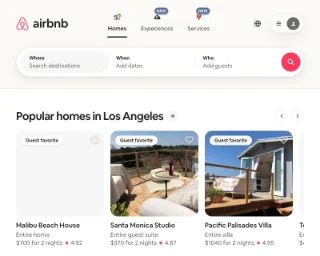 airbnb
NEW
NEW
Homes
Experiences
Services
Where
Search destinations
When
Add dates
Who
Add guests
Popular homes in Los Angeles
Guest favorite
Guest favorite
Guest favorite
Malibu Beach House
Entire home
$700 for 2 nights ★ 4.92
Santa Monica Studio
Entire guest suite
$370 for 2 nights ★ 4.87
Pacific Palisades Villa
Entire villa
$1040 for 2 nights ★ 4.95